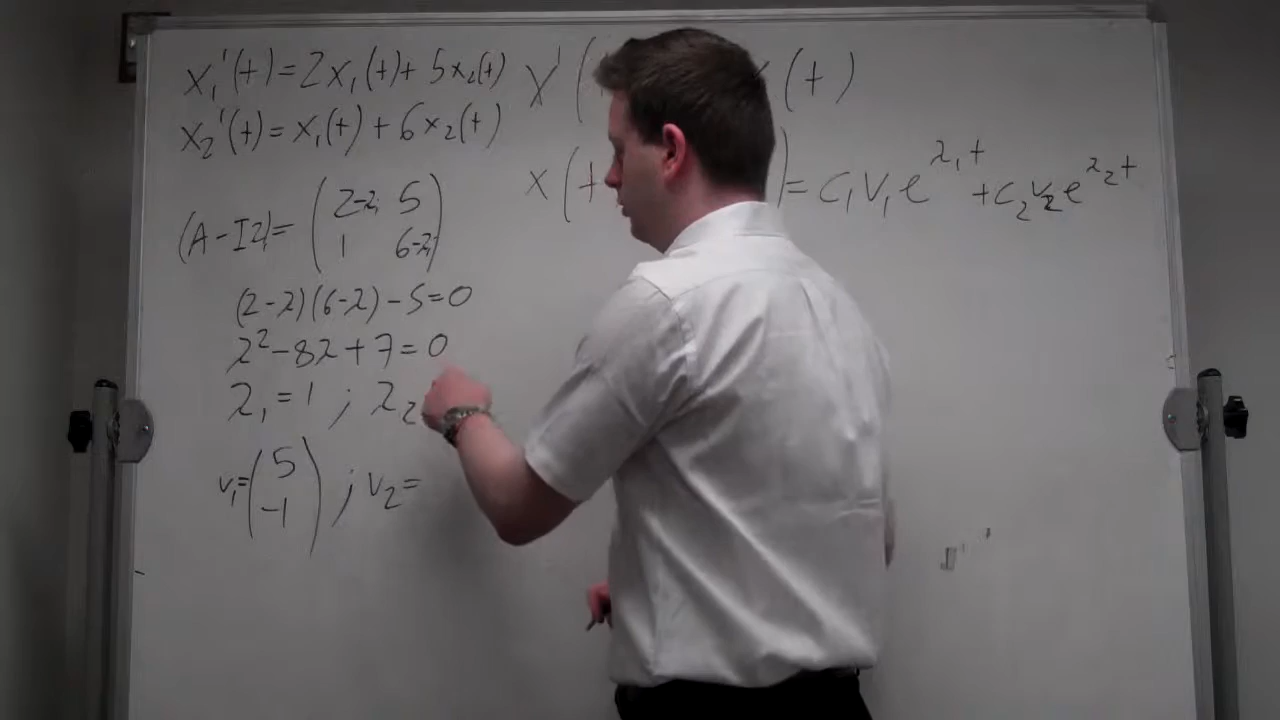 x₁'(t)=2x₁(t)+5x₂(t) X'(t)
x₂'(t)=x₁(t)+6x₂(t)
x(t)=c₁v₁e^λ₁t+c₂v₂e^λ₂t
(A-Iλ)=(2-λ 5
1 6-λ)
(2-λ)(6-λ)-5=0
λ²-8λ+7=0
λ₁=1 ; λ₂
v₁=(5
-1) ; v₂=